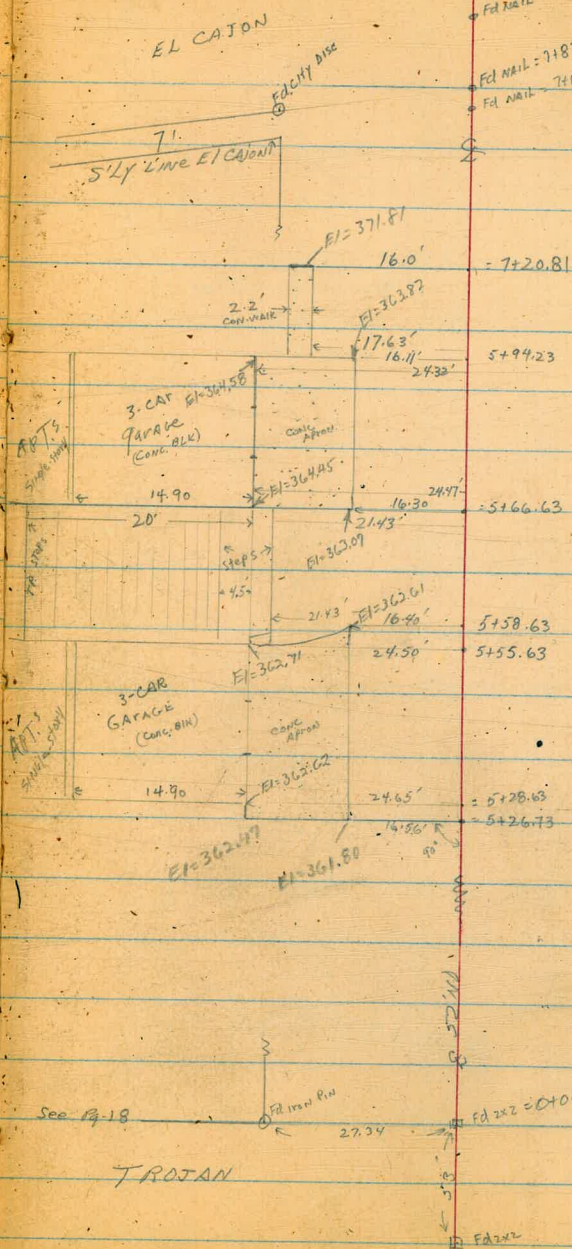 Fd NAIL
EL CAJON
Fd NAIL = 7+8
Fd NAIL = 7+
Fd. City Disc
7'
S'LY LINE El CAJON
El = 371.81
16.0'
= 7+20.81
2.2'
El = 363.87
17.63'
16.11'
5+94.23
24.33'
3-CAR
GARAGE
(CONC. BLK)
El = 364.58
CONC
APRON
APT.S
SINGLE STORY
El = 364.45
24.47'
14.90
16.30
= 5+66.63
21.43'
20'
El = 363.09
STEPS
4.5'
21.43'
El = 362.61
16.40'
5+58.63
24.50'
5+55.63
El = 362.71
3-CAR
GARAGE
(CONC. BLK)
CONC
APRON
APT.S
SINGLE STORY
El = 362.62
14.90
24.65'
= 5+28.63
16.56'
= 5+26.73
90°
El = 362.47
El = 361.80
52ND
Fd IRON PIN
See Pg-18
27.34
Fd 2x2 = 0+0
TROJAN
Fd 2x2